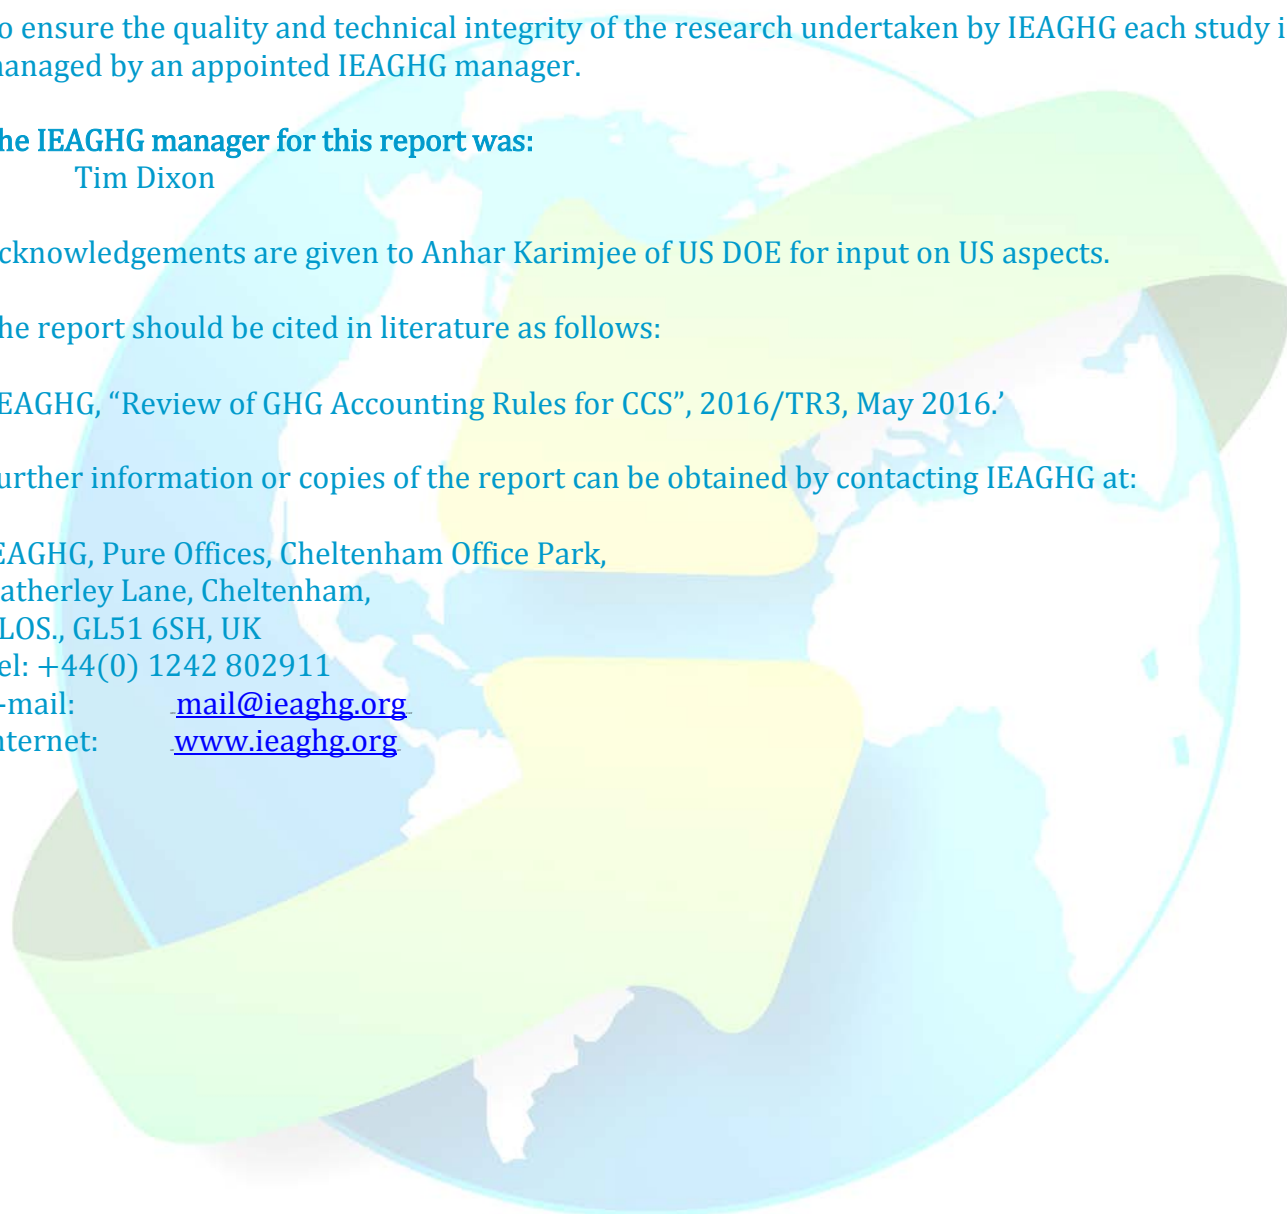 o ensure the quality and technical integrity of the research undertaken by IEAGHG each study i
anaged by an appointed IEAGHG manager.
he IEAGHG manager for this report was:
Tim Dixon
cknowledgements are given to Anhar Karimjee of US DOE for input on US aspects.
he report should be cited in literature as follows:
EAGHG, “Review of GHG Accounting Rules for CCS”, 2016/TR3, May 2016.’
urther information or copies of the report can be obtained by contacting IEAGHG at:
EAGHG, Pure Offices, Cheltenham Office Park,
atherley Lane, Cheltenham,
LOS., GL51 6SH, UK
el: +44(0) 1242 802911
-mail: mail@ieaghg.org
nternet: www.ieaghg.org